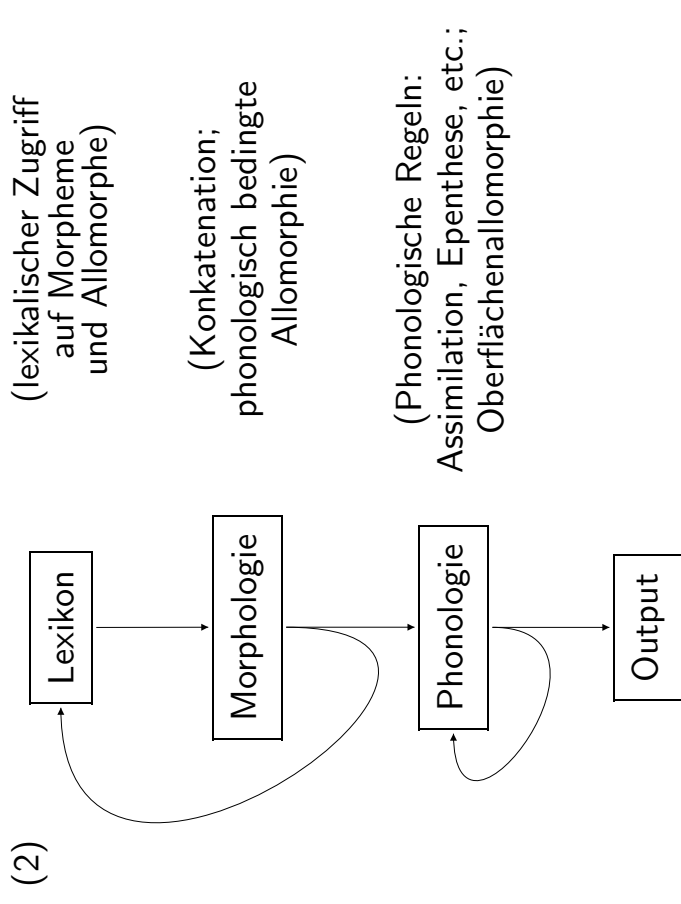 (2)
Lexikon
(lexikalischer Zugriff
auf Morpheme
und Allomorphe)
Morphologie
(Konkatenation;
phonologisch bedingte
Allomorphie)
Phonologie
(Phonologische Regeln:
Assimilation, Epenthese, etc.;
Oberflächenallomorphie)
Output